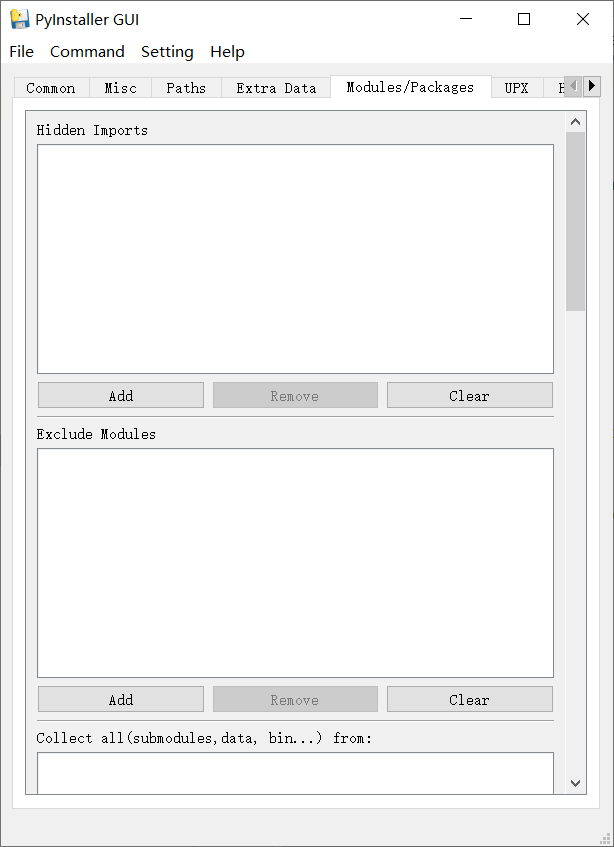 PyInstaller GUI
File Command Setting Help
Common Misc Paths Extra Data Modules/Packages UPX
Hidden Imports
Add Remove Clear
Exclude Modules
Add Remove Clear
Collect all(submodules,data, bin...) from: